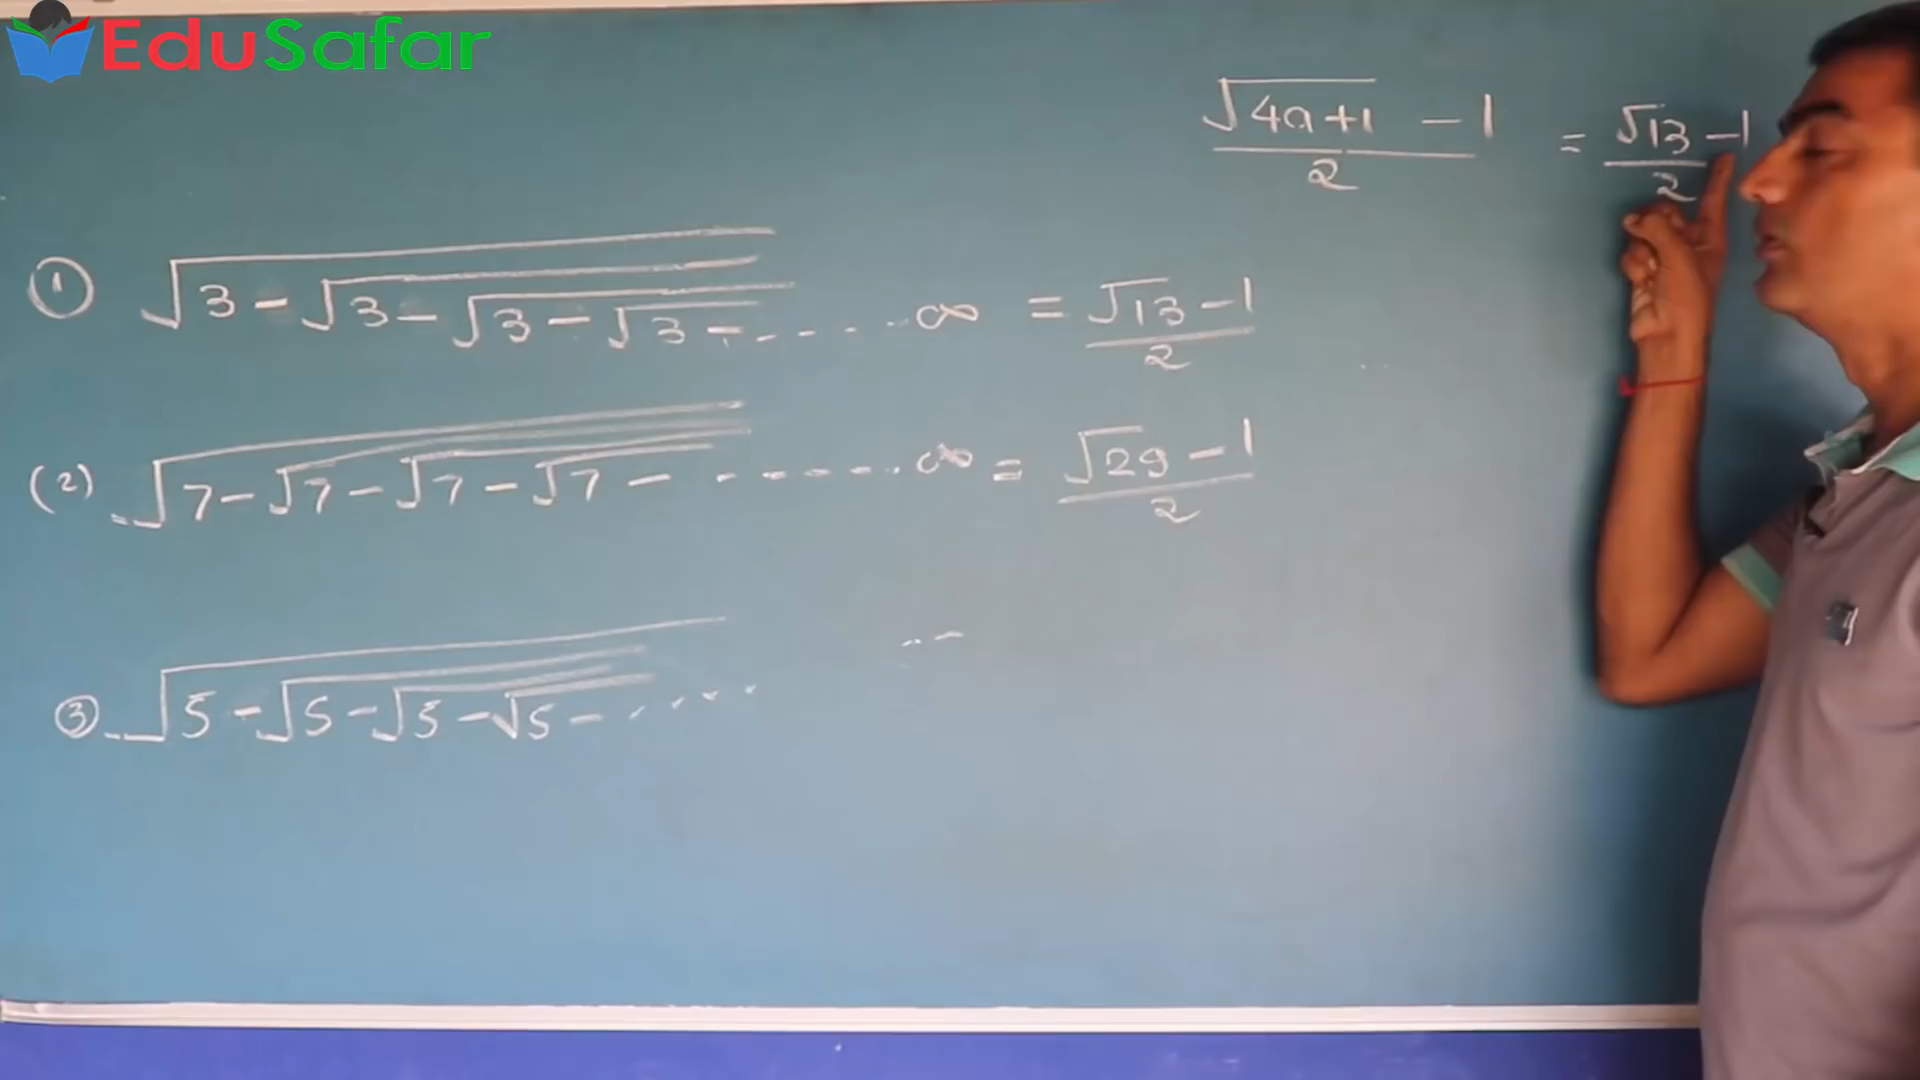 EduSafar
√(4a+1) - 1 / 2 = √13 - 1 / 2
① √3 - √3 - √3 - √3 - ..... ∞ = √13 - 1 / 2
(2) √7 - √7 - √7 - √7 - ------. ∞ = √29 - 1 / 2
③ √5 - √5 - √5 - √5 - ....